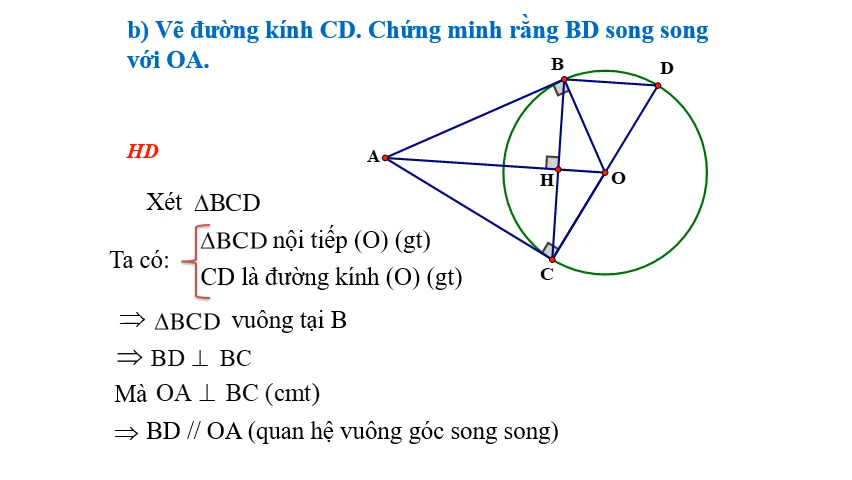 b) Vẽ đường kính CD. Chứng minh rằng BD song song
với OA.
B
D
A
H
O
C
HD
Xét ΔBCD
Ta có:
ΔBCD nội tiếp (O) (gt)
CD là đường kính (O) (gt)
⇒ ΔBCD vuông tại B
⇒ BD ⊥ BC
Mà OA ⊥ BC (cmt)
⇒ BD // OA (quan hệ vuông góc song song)